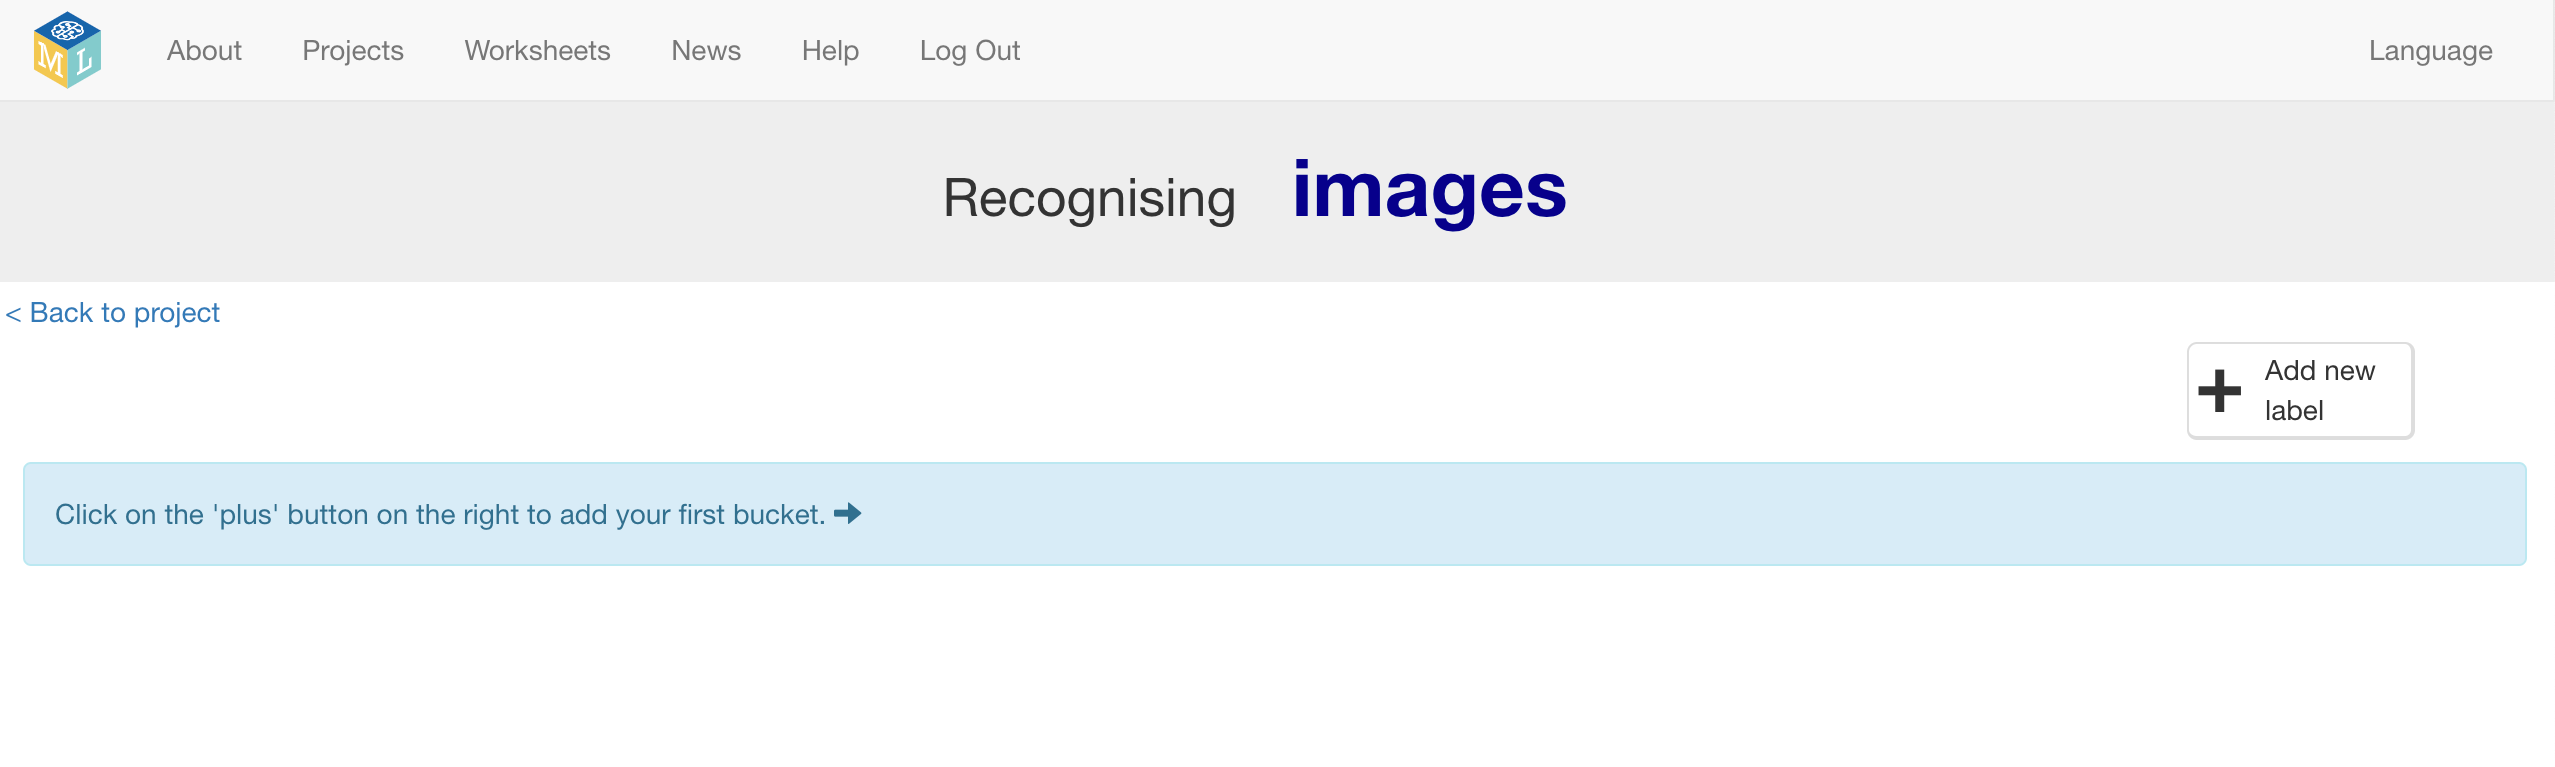 M L
About Projects Worksheets News Help Log Out Language
Recognising images
< Back to project
Add new
label
Click on the 'plus' button on the right to add your first bucket.